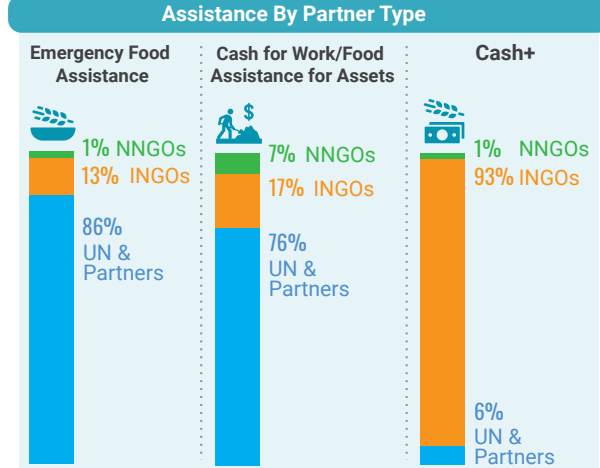 Assistance By Partner Type
Emergency Food
Assistance
1% NNGOs
13% INGOs
86%
UN &
Partners
Cash for Work/Food
Assistance for Assets
$
7% NNGOs
17% INGOs
76%
UN &
Partners
Cash+
1% NNGOs
93% INGOs
6%
UN &
Partners